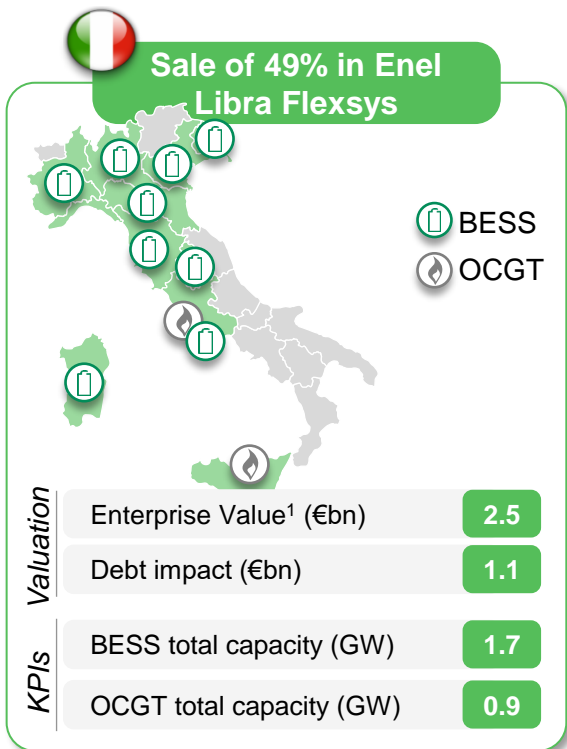 Sale of 49% in Enel
Libra Flexsys
BESS
OCGT
Valuation
Enterprise Value¹ (€bn) 2.5
Debt impact (€bn) 1.1
KPIs
BESS total capacity (GW) 1.7
OCGT total capacity (GW) 0.9